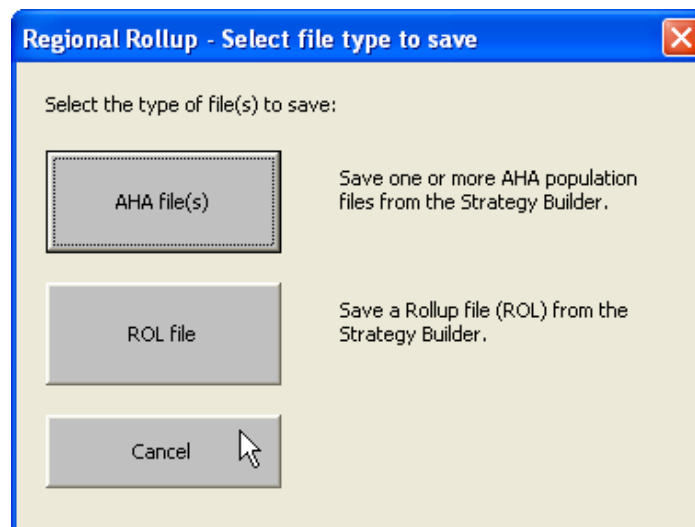 Regional Rollup - Select file type to save
Select the type of file(s) to save:
AHA file(s)
Save one or more AHA population
files from the Strategy Builder.
ROL file
Save a Rollup file (ROL) from the
Strategy Builder.
Cancel